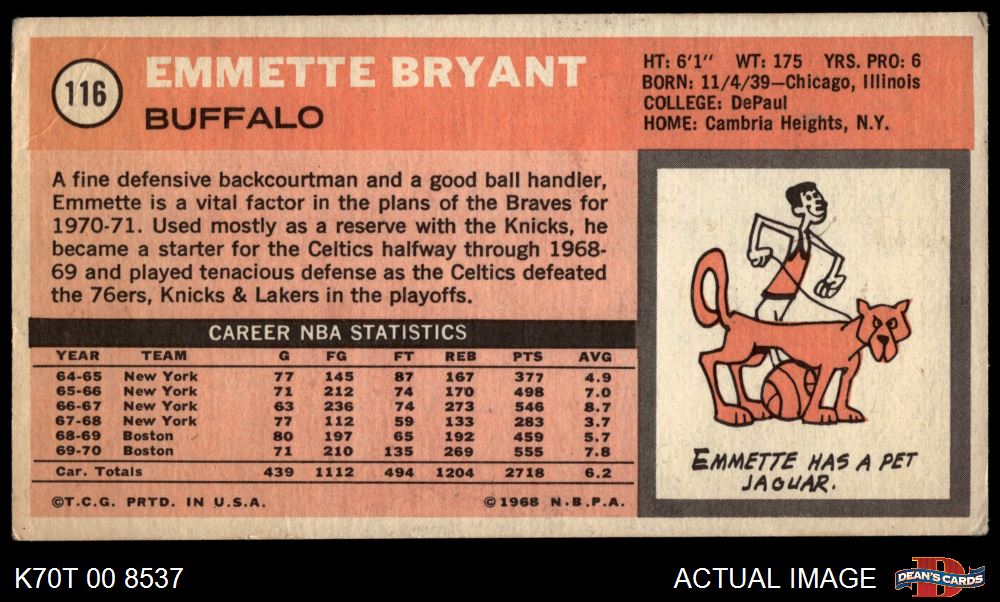 116
EMMETTE BRYANT
BUFFALO
HT: 6'1" WT: 175 YRS. PRO: 6
BORN: 11/4/39—Chicago, Illinois
COLLEGE: DePaul
HOME: Cambria Heights, N.Y.
A fine defensive backcourtman and a good ball handler,
Emmette is a vital factor in the plans of the Braves for
1970-71. Used mostly as a reserve with the Knicks, he
became a starter for the Celtics halfway through 1968-
69 and played tenacious defense as the Celtics defeated
the 76ers, Knicks & Lakers in the playoffs.
CAREER NBA STATISTICS
YEAR TEAM G FG FT REB PTS AVG
64-65 New York 77 145 87 167 377 4.9
65-66 New York 71 212 74 170 498 7.0
66-67 New York 63 236 74 273 546 8.7
67-68 New York 77 112 59 133 283 3.7
68-69 Boston 80 197 65 192 459 5.7
69-70 Boston 71 210 135 269 555 7.8
Car. Totals 439 1112 494 1204 2718 6.2
©T.C.G. PRTD. IN U.S.A. ©1968 N.B.P.A.
EMMETTE HAS A PET
JAGUAR.
K70T 00 8537
ACTUAL IMAGE
D
DEAN'S CARDS